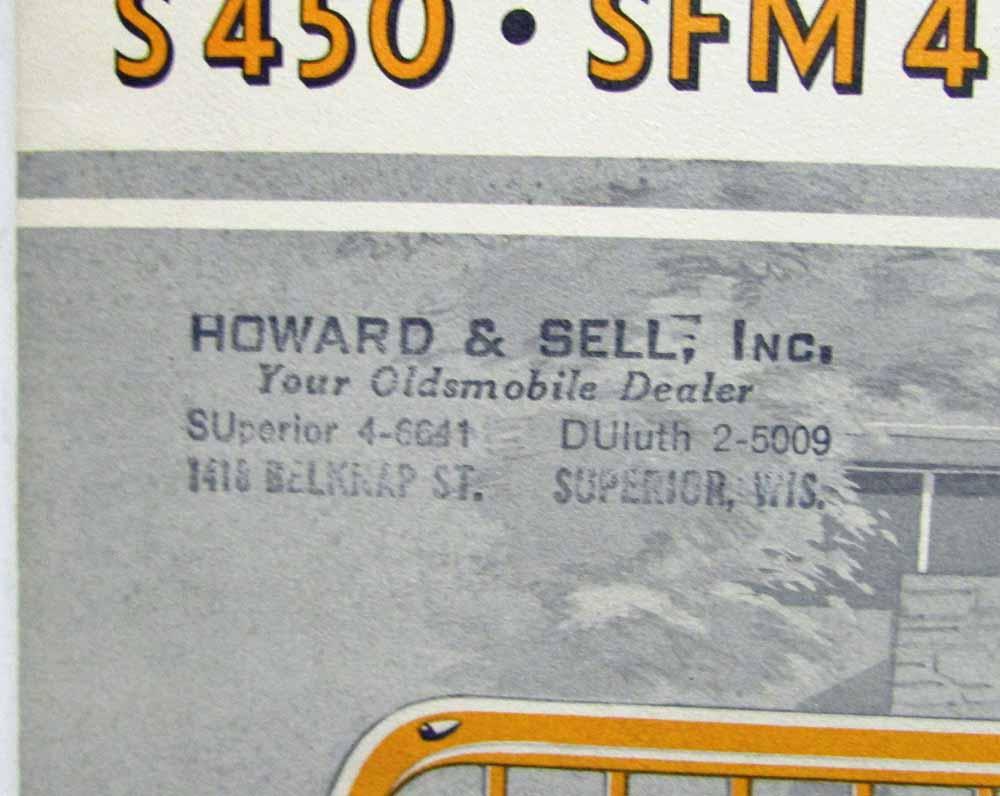 S 450 • SFM 4
HOWARD & SELL, INC.
Your Oldsmobile Dealer
SUperior 4-6641 DUluth 2-5009
1418 BELKNAP ST. SUPERIOR, WIS.